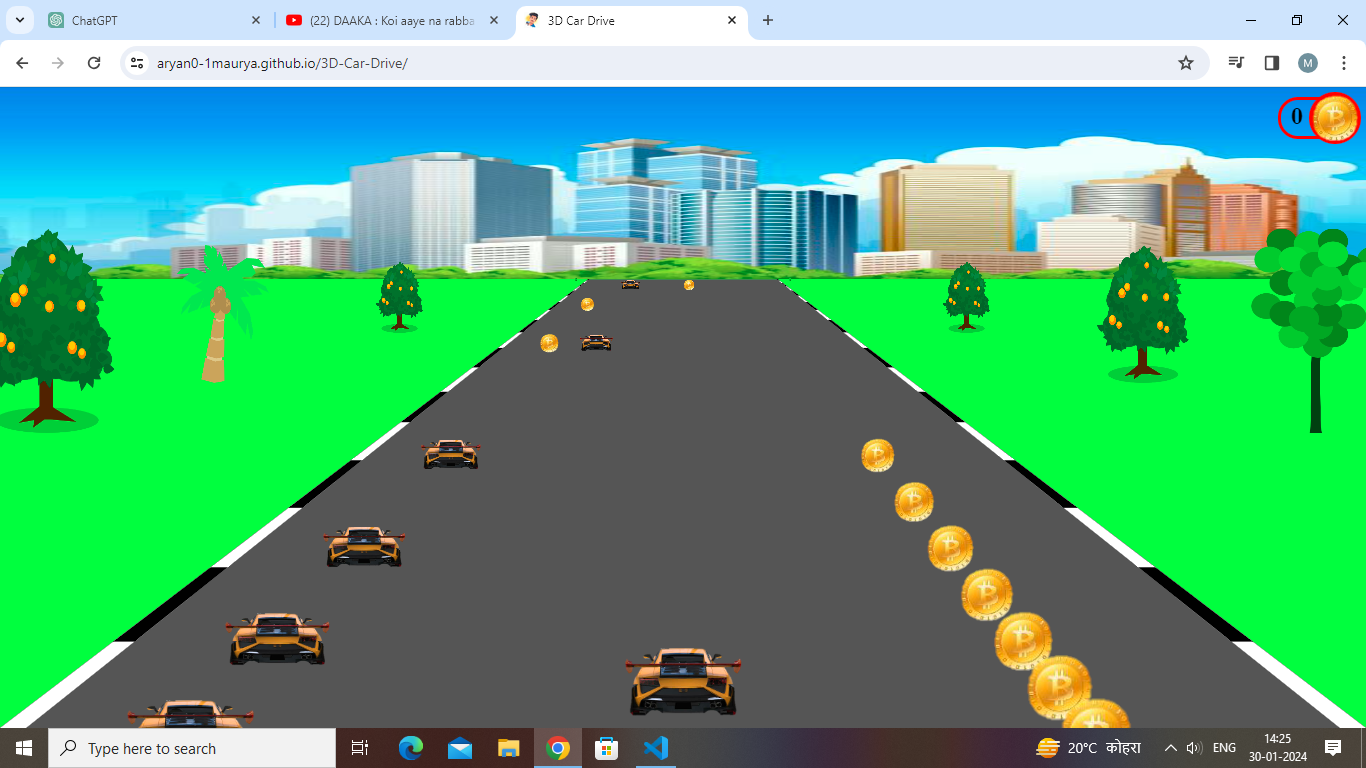 ChatGPT
(22) DAAKA : Koi aaye na rabba
3D Car Drive
aryan0-1maurya.github.io/3D-Car-Drive/
M
0
Type here to search
20°C कोहरा
ENG
14:25
30-01-2024